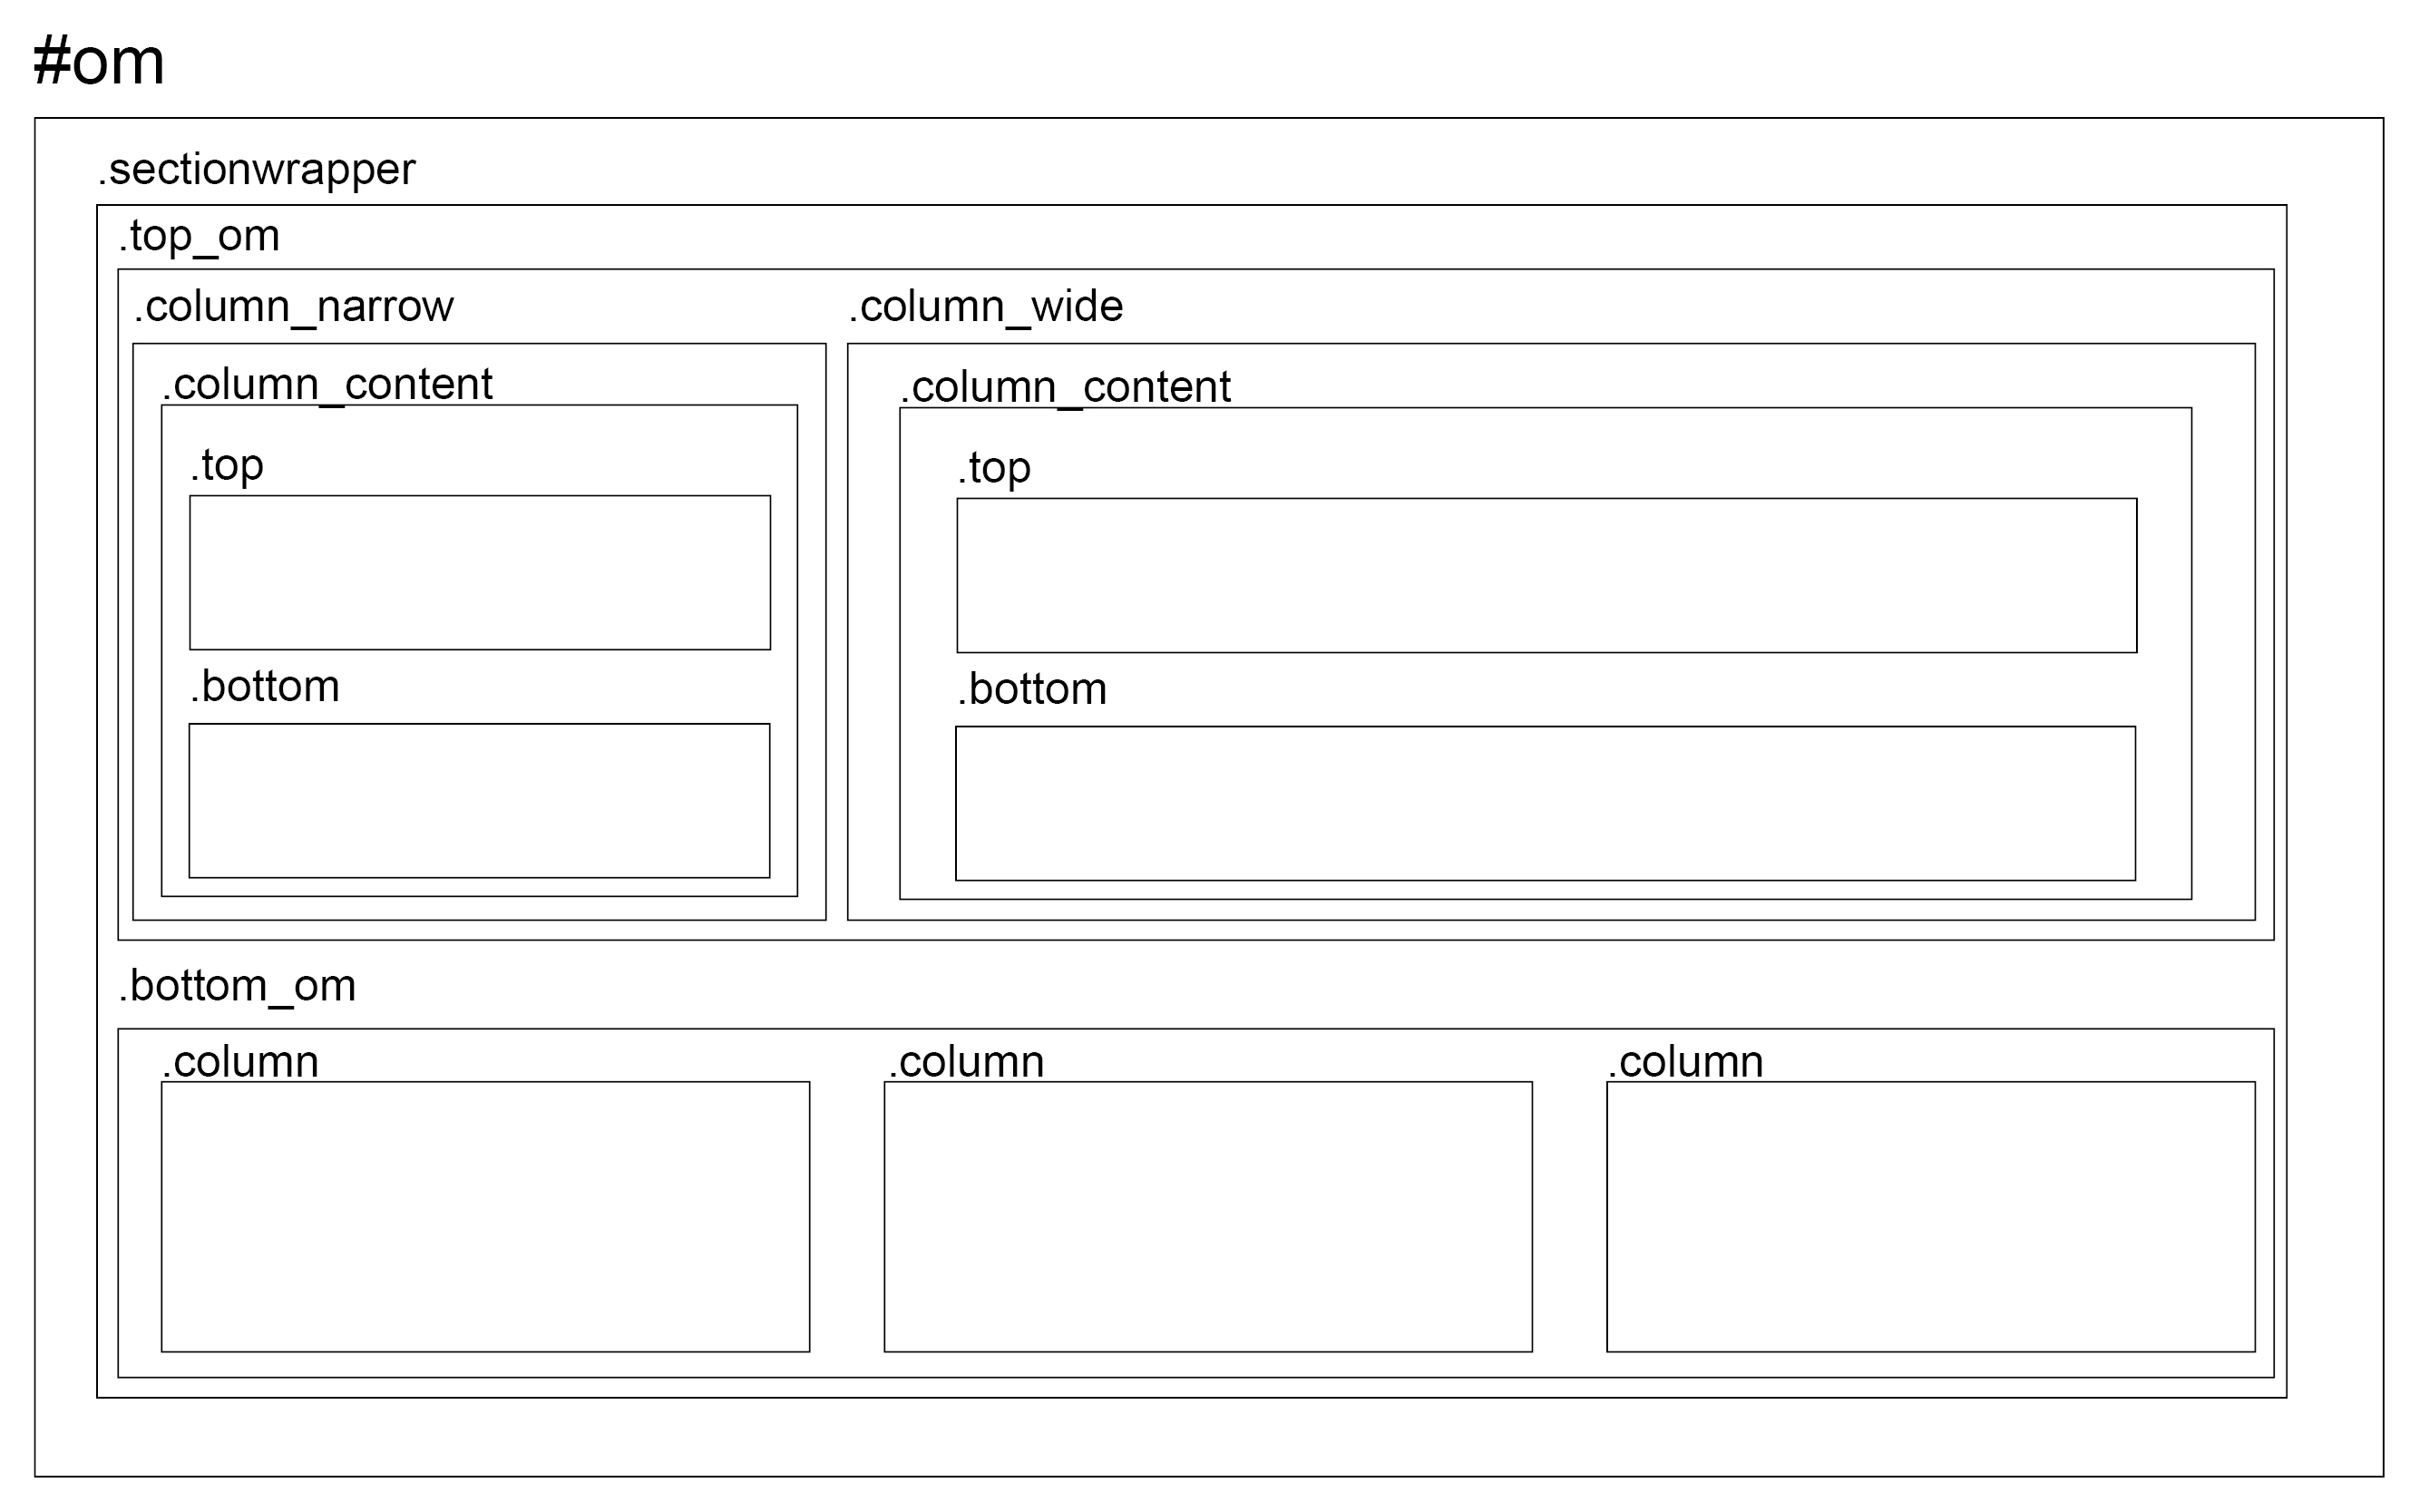 #om
.sectionwrapper
.top_om
.column_narrow
.column_wide
.column_content
.column_content
.top
.top
.bottom
.bottom
.bottom_om
.column
.column
.column